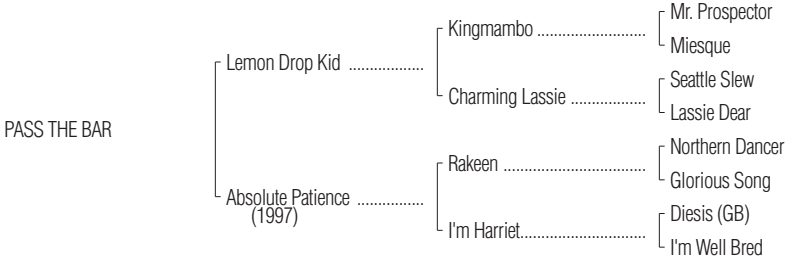 Mr. Prospector
Kingmambo ..........................
Miesque
Lemon Drop Kid ..................
Seattle Slew
Charming Lassie ..................
Lassie Dear
PASS THE BAR
Northern Dancer
Rakeen ..................................
Glorious Song
Absolute Patience ................
(1997)
Diesis (GB)
I'm Harriet..............................
I'm Well Bred